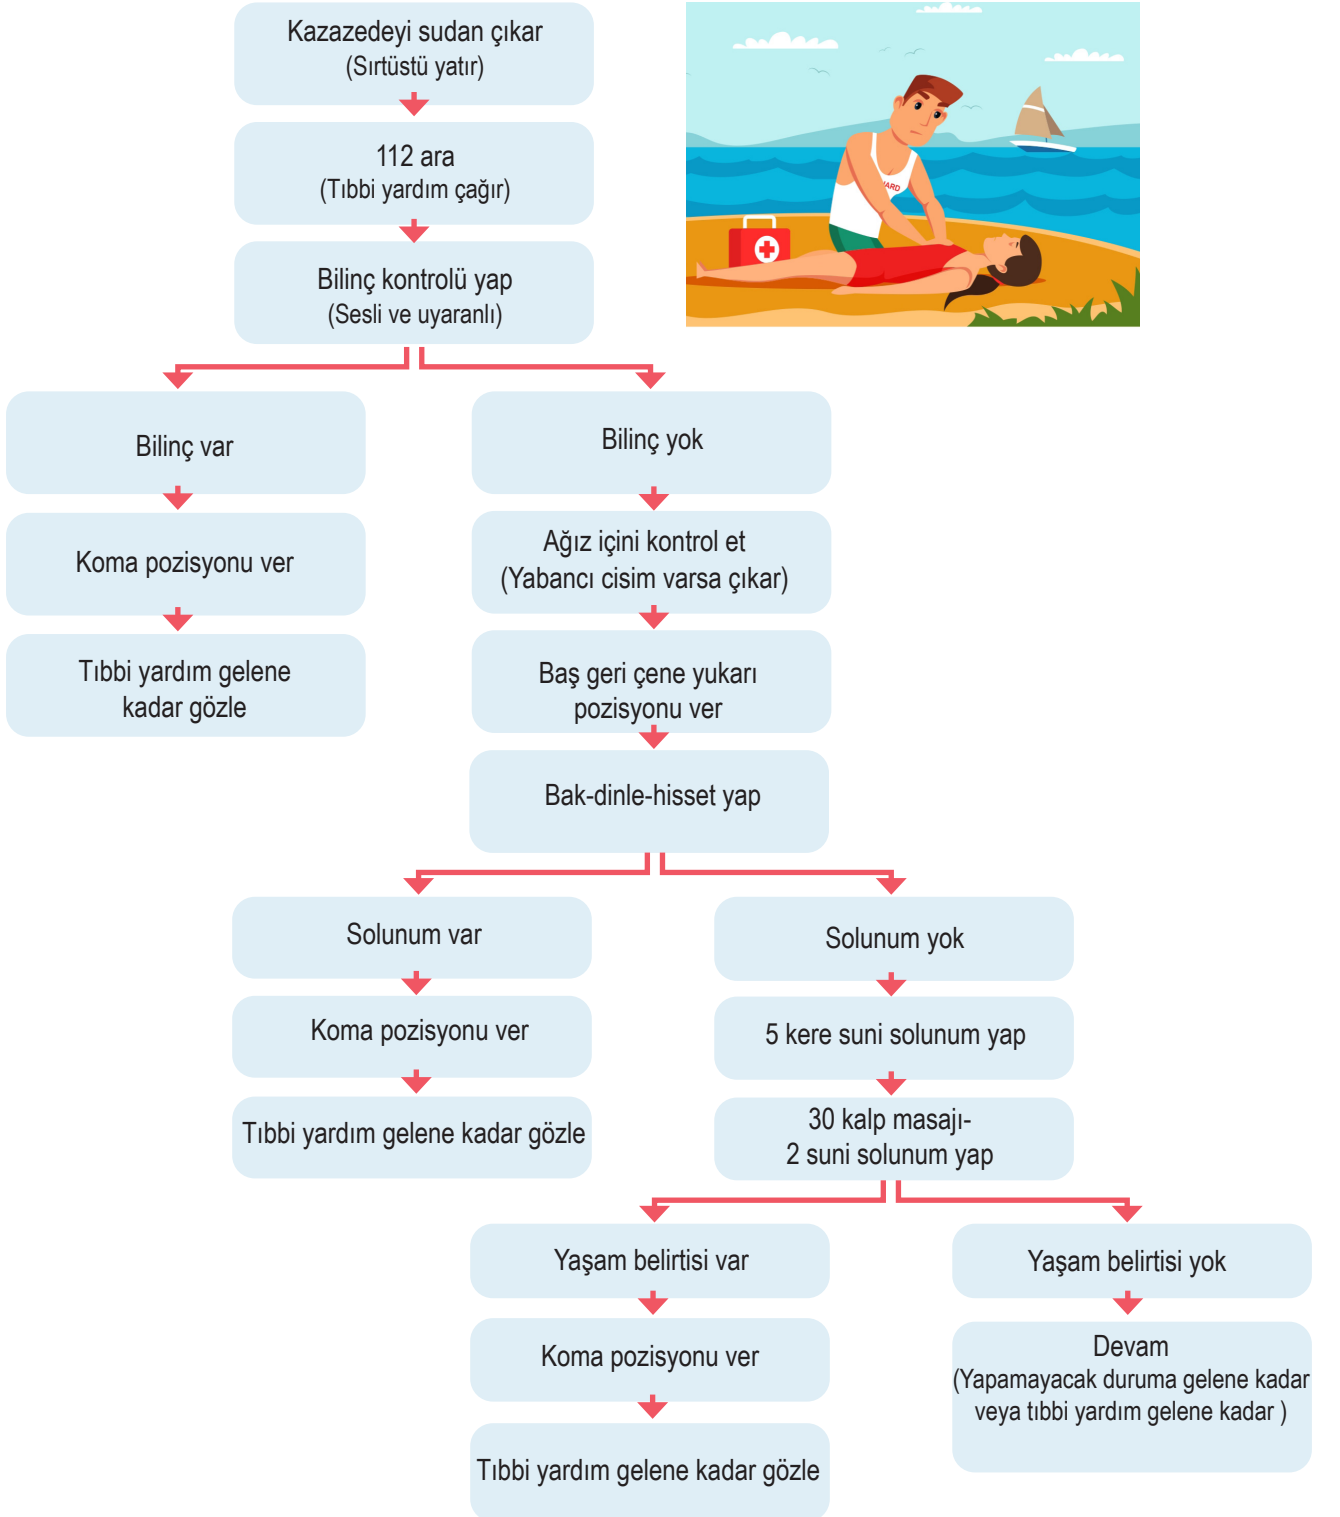 Kazazedeyi sudan çıkar
(Sırtüstü yatır)
112 ara
(Tıbbi yardım çağır)
Bilinç kontrolü yap
(Sesli ve uyaranlı)
Bilinç var
Koma pozisyonu ver
Tıbbi yardım gelene
kadar gözle
Bilinç yok
Ağız içini kontrol et
(Yabancı cisim varsa çıkar)
Baş geri çene yukarı
pozisyonu ver
Bak-dinle-hisset yap
Solunum var
Koma pozisyonu ver
Tıbbi yardım gelene kadar gözle
Solunum yok
5 kere suni solunum yap
30 kalp masajı-
2 suni solunum yap
Yaşam belirtisi var
Koma pozisyonu ver
Tıbbi yardım gelene kadar gözle
Yaşam belirtisi yok
Devam
(Yapamayacak duruma gelene kadar
veya tıbbi yardım gelene kadar )